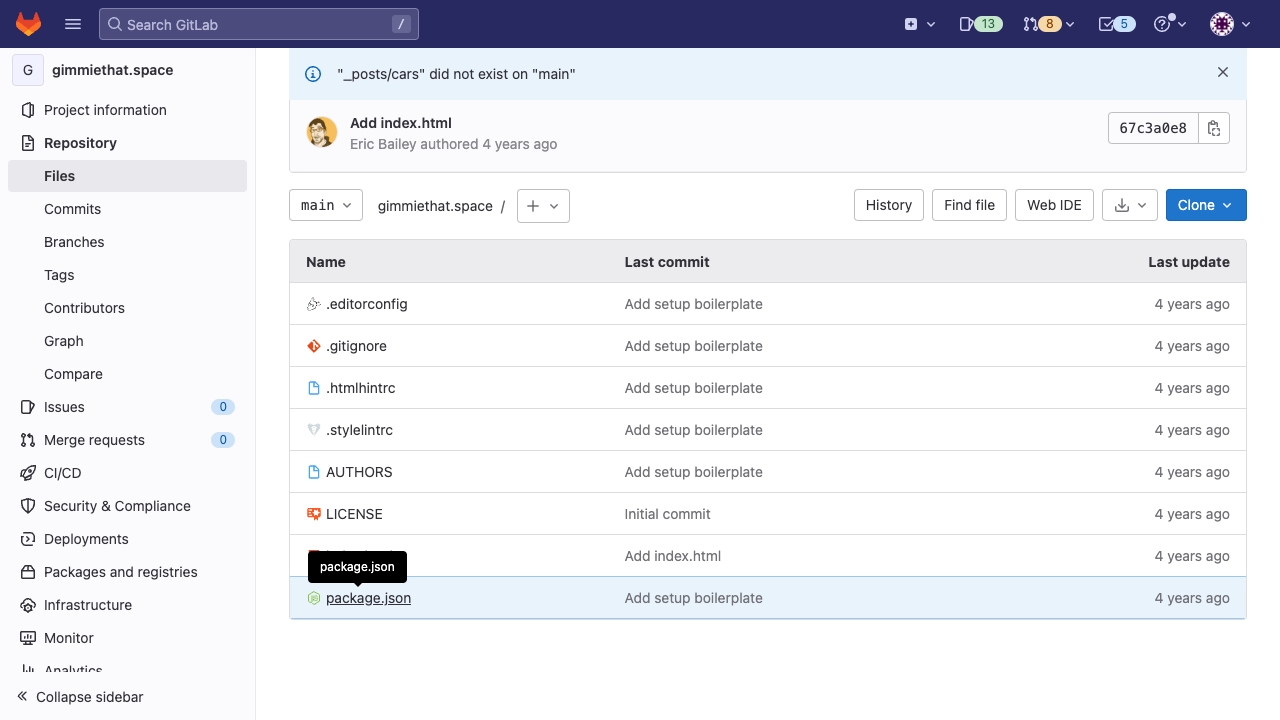 Search GitLab
/
13
8
5
G
gimmiethat.space
Project information
Repository
Files
Commits
Branches
Tags
Contributors
Graph
Compare
Issues
0
Merge requests
0
CI/CD
Security & Compliance
Deployments
Packages and registries
Infrastructure
Monitor
Analytics
Collapse sidebar
"_posts/cars" did not exist on "main"
Add index.html
Eric Bailey authored 4 years ago
67c3a0e8
main
gimmiethat.space /
History
Find file
Web IDE
Clone
Name Last commit Last update
.editorconfig Add setup boilerplate 4 years ago
.gitignore Add setup boilerplate 4 years ago
.htmlhintrc Add setup boilerplate 4 years ago
.stylelintrc Add setup boilerplate 4 years ago
AUTHORS Add setup boilerplate 4 years ago
LICENSE Initial commit 4 years ago
Add index.html 4 years ago
package.json
package.json Add setup boilerplate 4 years ago